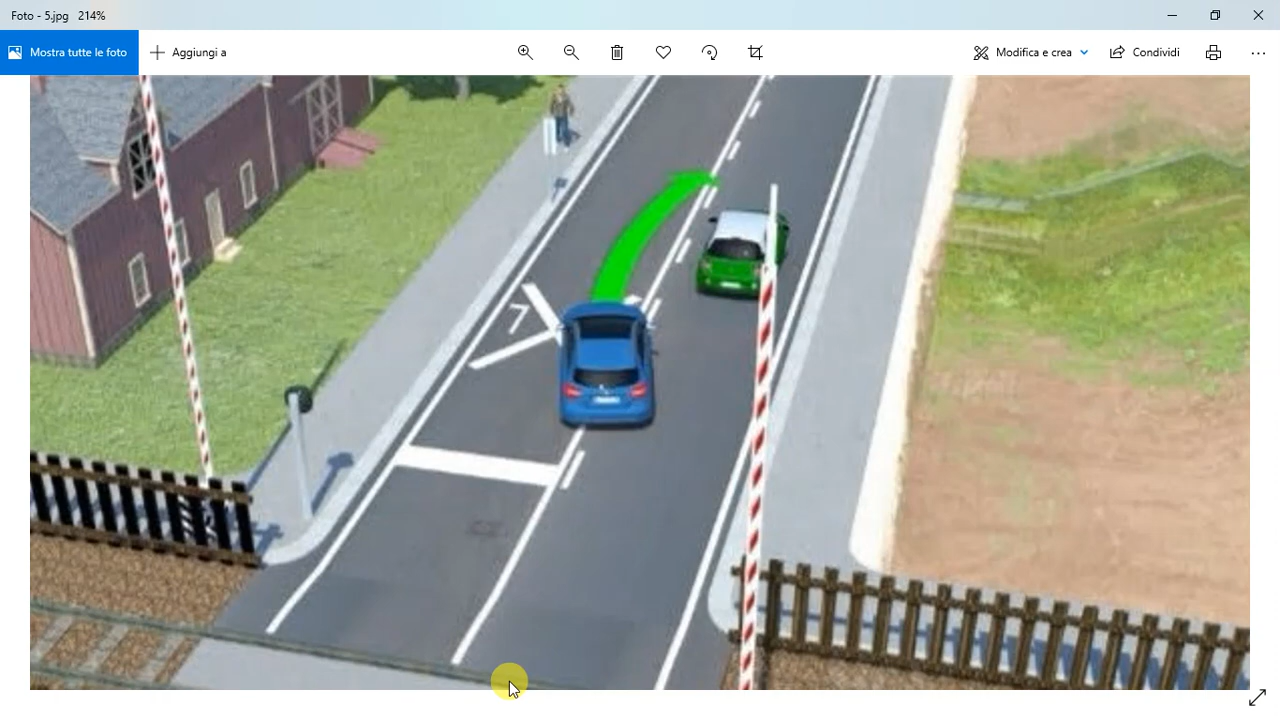 Foto - 5.jpg 214%
Mostra tutte le foto
Aggiungi a
Modifica e crea
Condividi